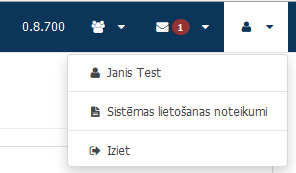 0.8.700 1
Janis Test
Sistēmas lietošanas noteikumi
Iziet